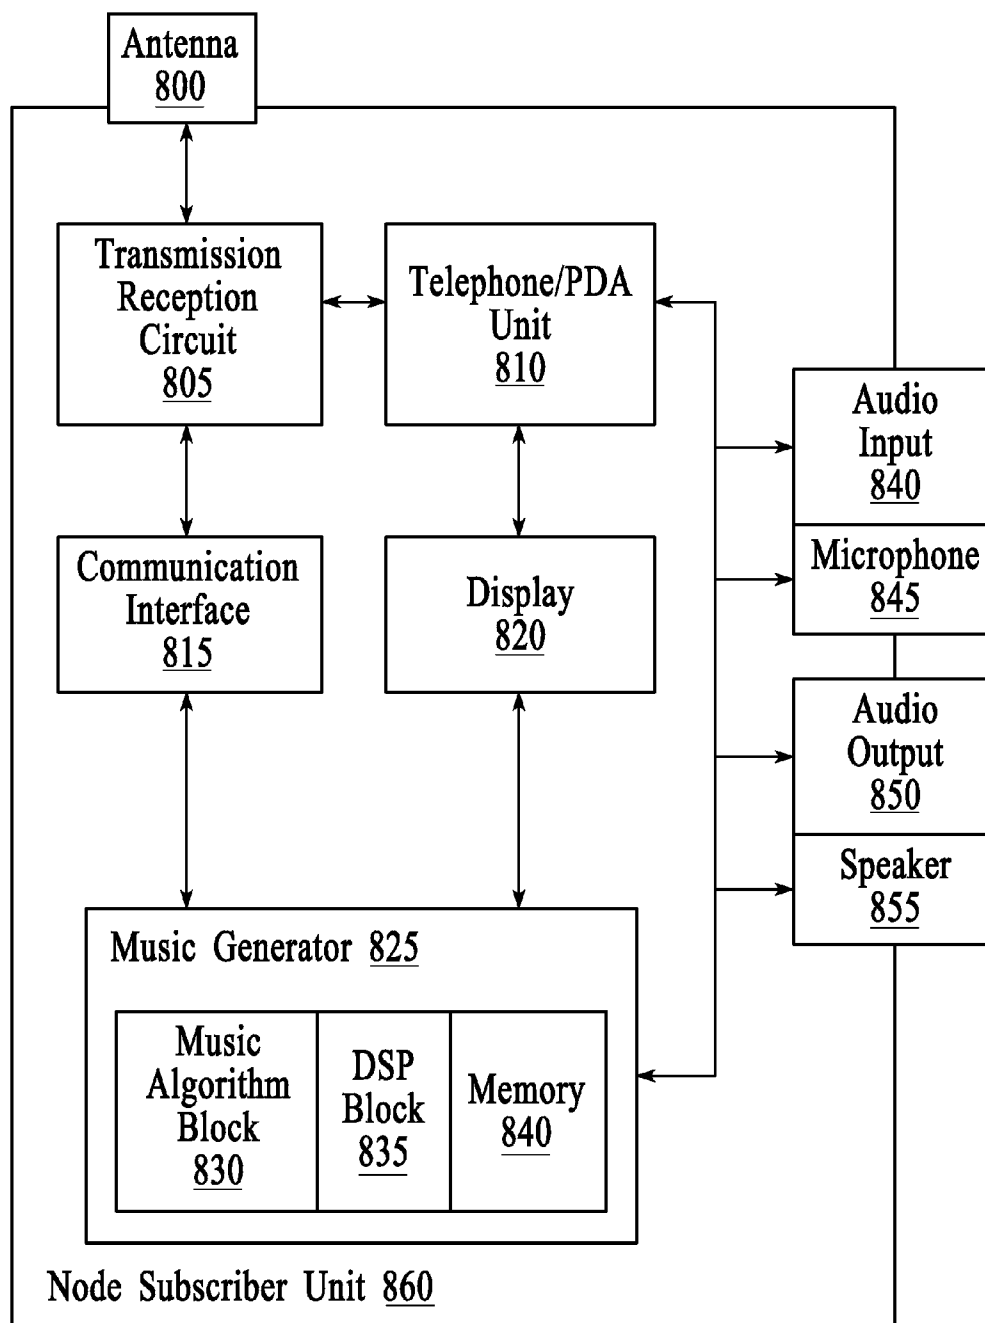 Antenna
800
Transmission
Reception
Circuit
805
Telephone/PDA
Unit
810
Audio
Input
840
Microphone
845
Communication
Interface
815
Display
820
Audio
Output
850
Speaker
855
Music Generator 825
Music
Algorithm
Block
830
DSP
Block
835
Memory
840
Node Subscriber Unit 860